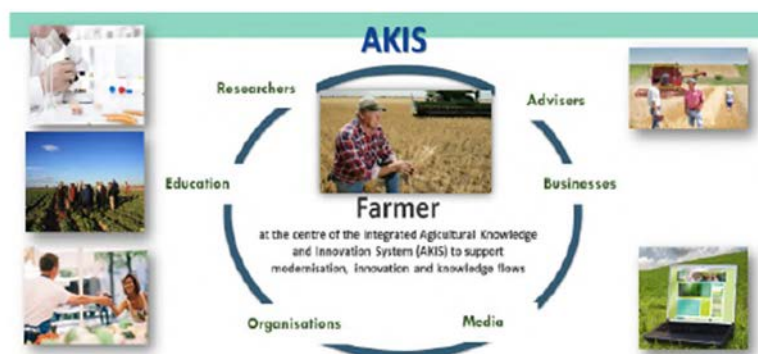 AKIS
Researchers
Advisers
Education
Businesses
Farmer
at the centre of the Integrated Agricultural Knowledge
and Innovation System (AKIS) to support
modernisation, innovation and knowledge flows
Organisations
Media